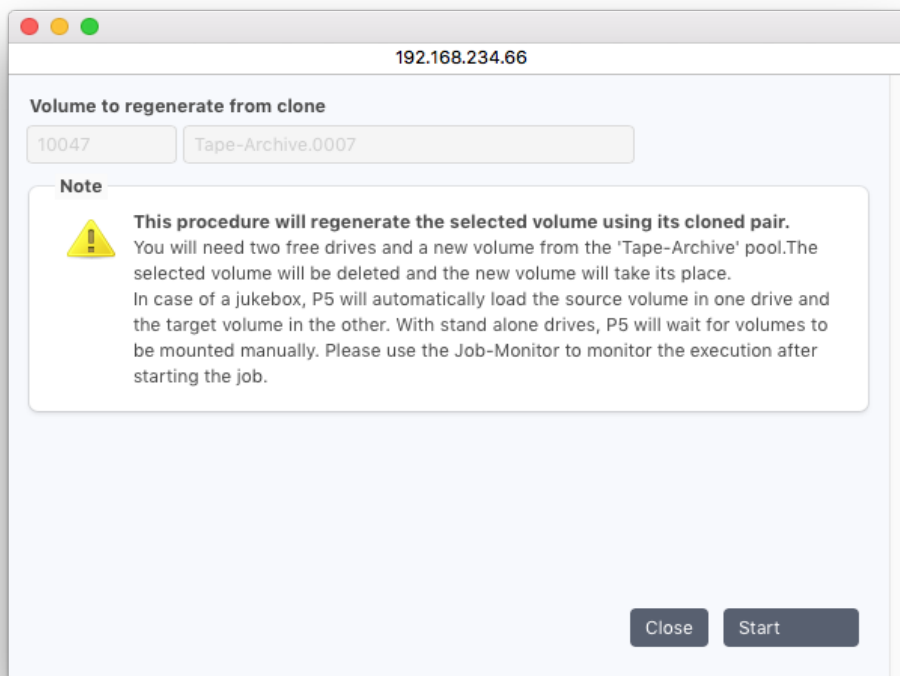 192.168.234.66
Volume to regenerate from clone
10047 Tape-Archive.0007
Note
This procedure will regenerate the selected volume using its cloned pair.
You will need two free drives and a new volume from the 'Tape-Archive' pool.The
selected volume will be deleted and the new volume will take its place.
In case of a jukebox, P5 will automatically load the source volume in one drive and
the target volume in the other. With stand alone drives, P5 will wait for volumes to
be mounted manually. Please use the Job-Monitor to monitor the execution after
starting the job.
Close Start